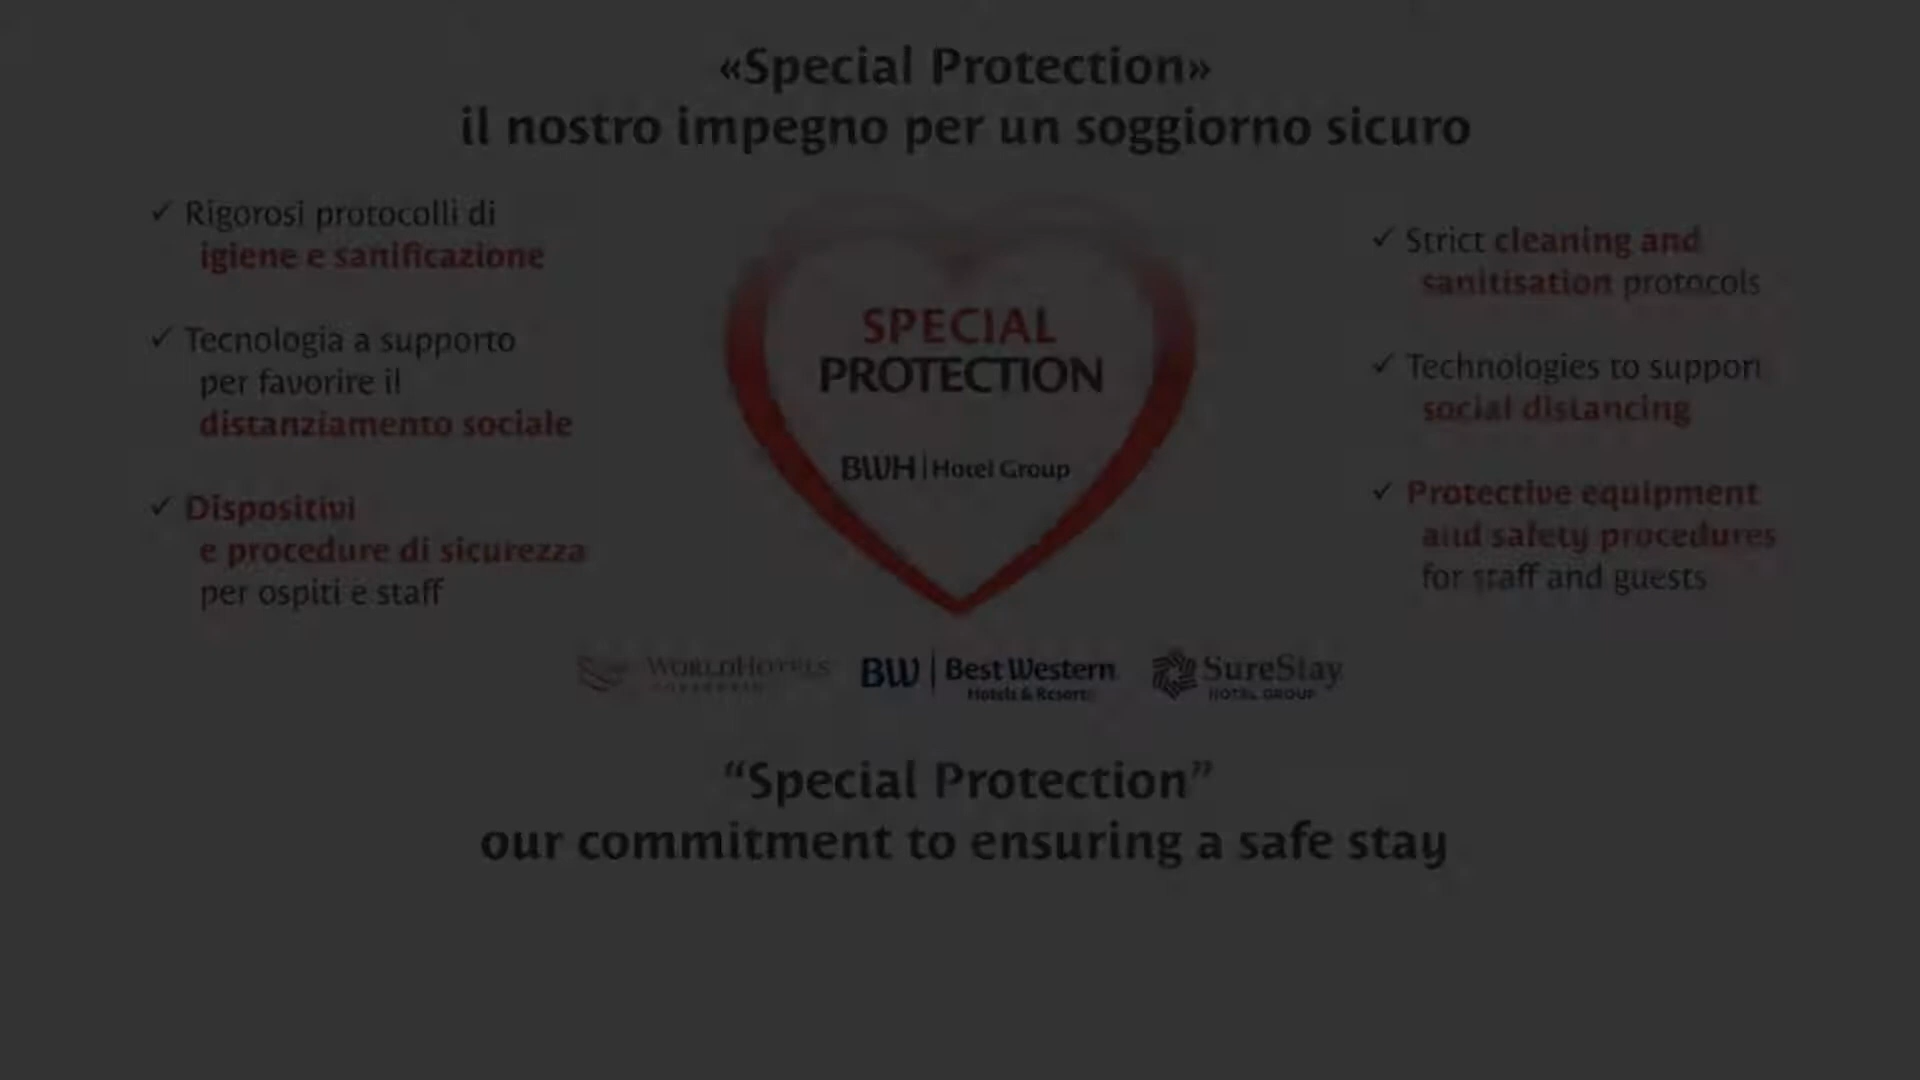 «Special Protection»
il nostro impegno per un soggiorno sicuro
✓ Rigorosi protocolli di
igiene e sanificazione
✓ Tecnologia a supporto
per favorire il
distanziamento sociale
✓ Dispositivi
e procedure di sicurezza
per ospiti e staff
SPECIAL
PROTECTION
BWH | Hotel Group
✓ Strict cleaning and
sanitisation protocols
✓ Technologies to support
social distancing
✓ Protective equipment
and safety procedures
for staff and guests
WORLDHOTELS
BW | Best Western
Hotels & Resorts
SureStay
HOTEL GROUP
“Special Protection”
our commitment to ensuring a safe stay